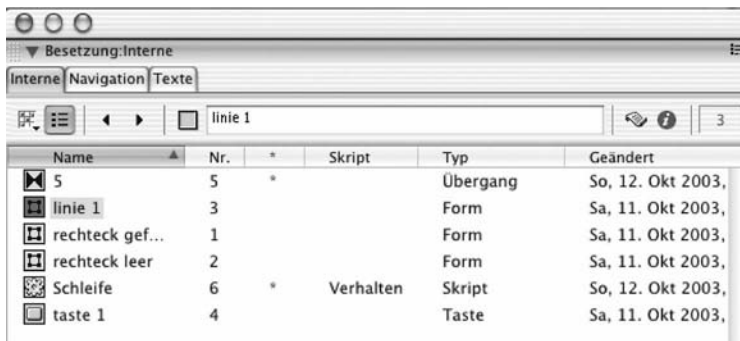 Besetzung:Interne
Interne Navigation Texte
linie 1 3
Name Nr. * Skript Typ Geändert
5 5 * Übergang So, 12. Okt 2003,
linie 1 3 Form Sa, 11. Okt 2003,
rechteck gef... 1 Form Sa, 11. Okt 2003,
rechteck leer 2 Form Sa, 11. Okt 2003,
Schleife 6 * Verhalten Skript So, 12. Okt 2003,
taste 1 4 Taste Sa, 11. Okt 2003,